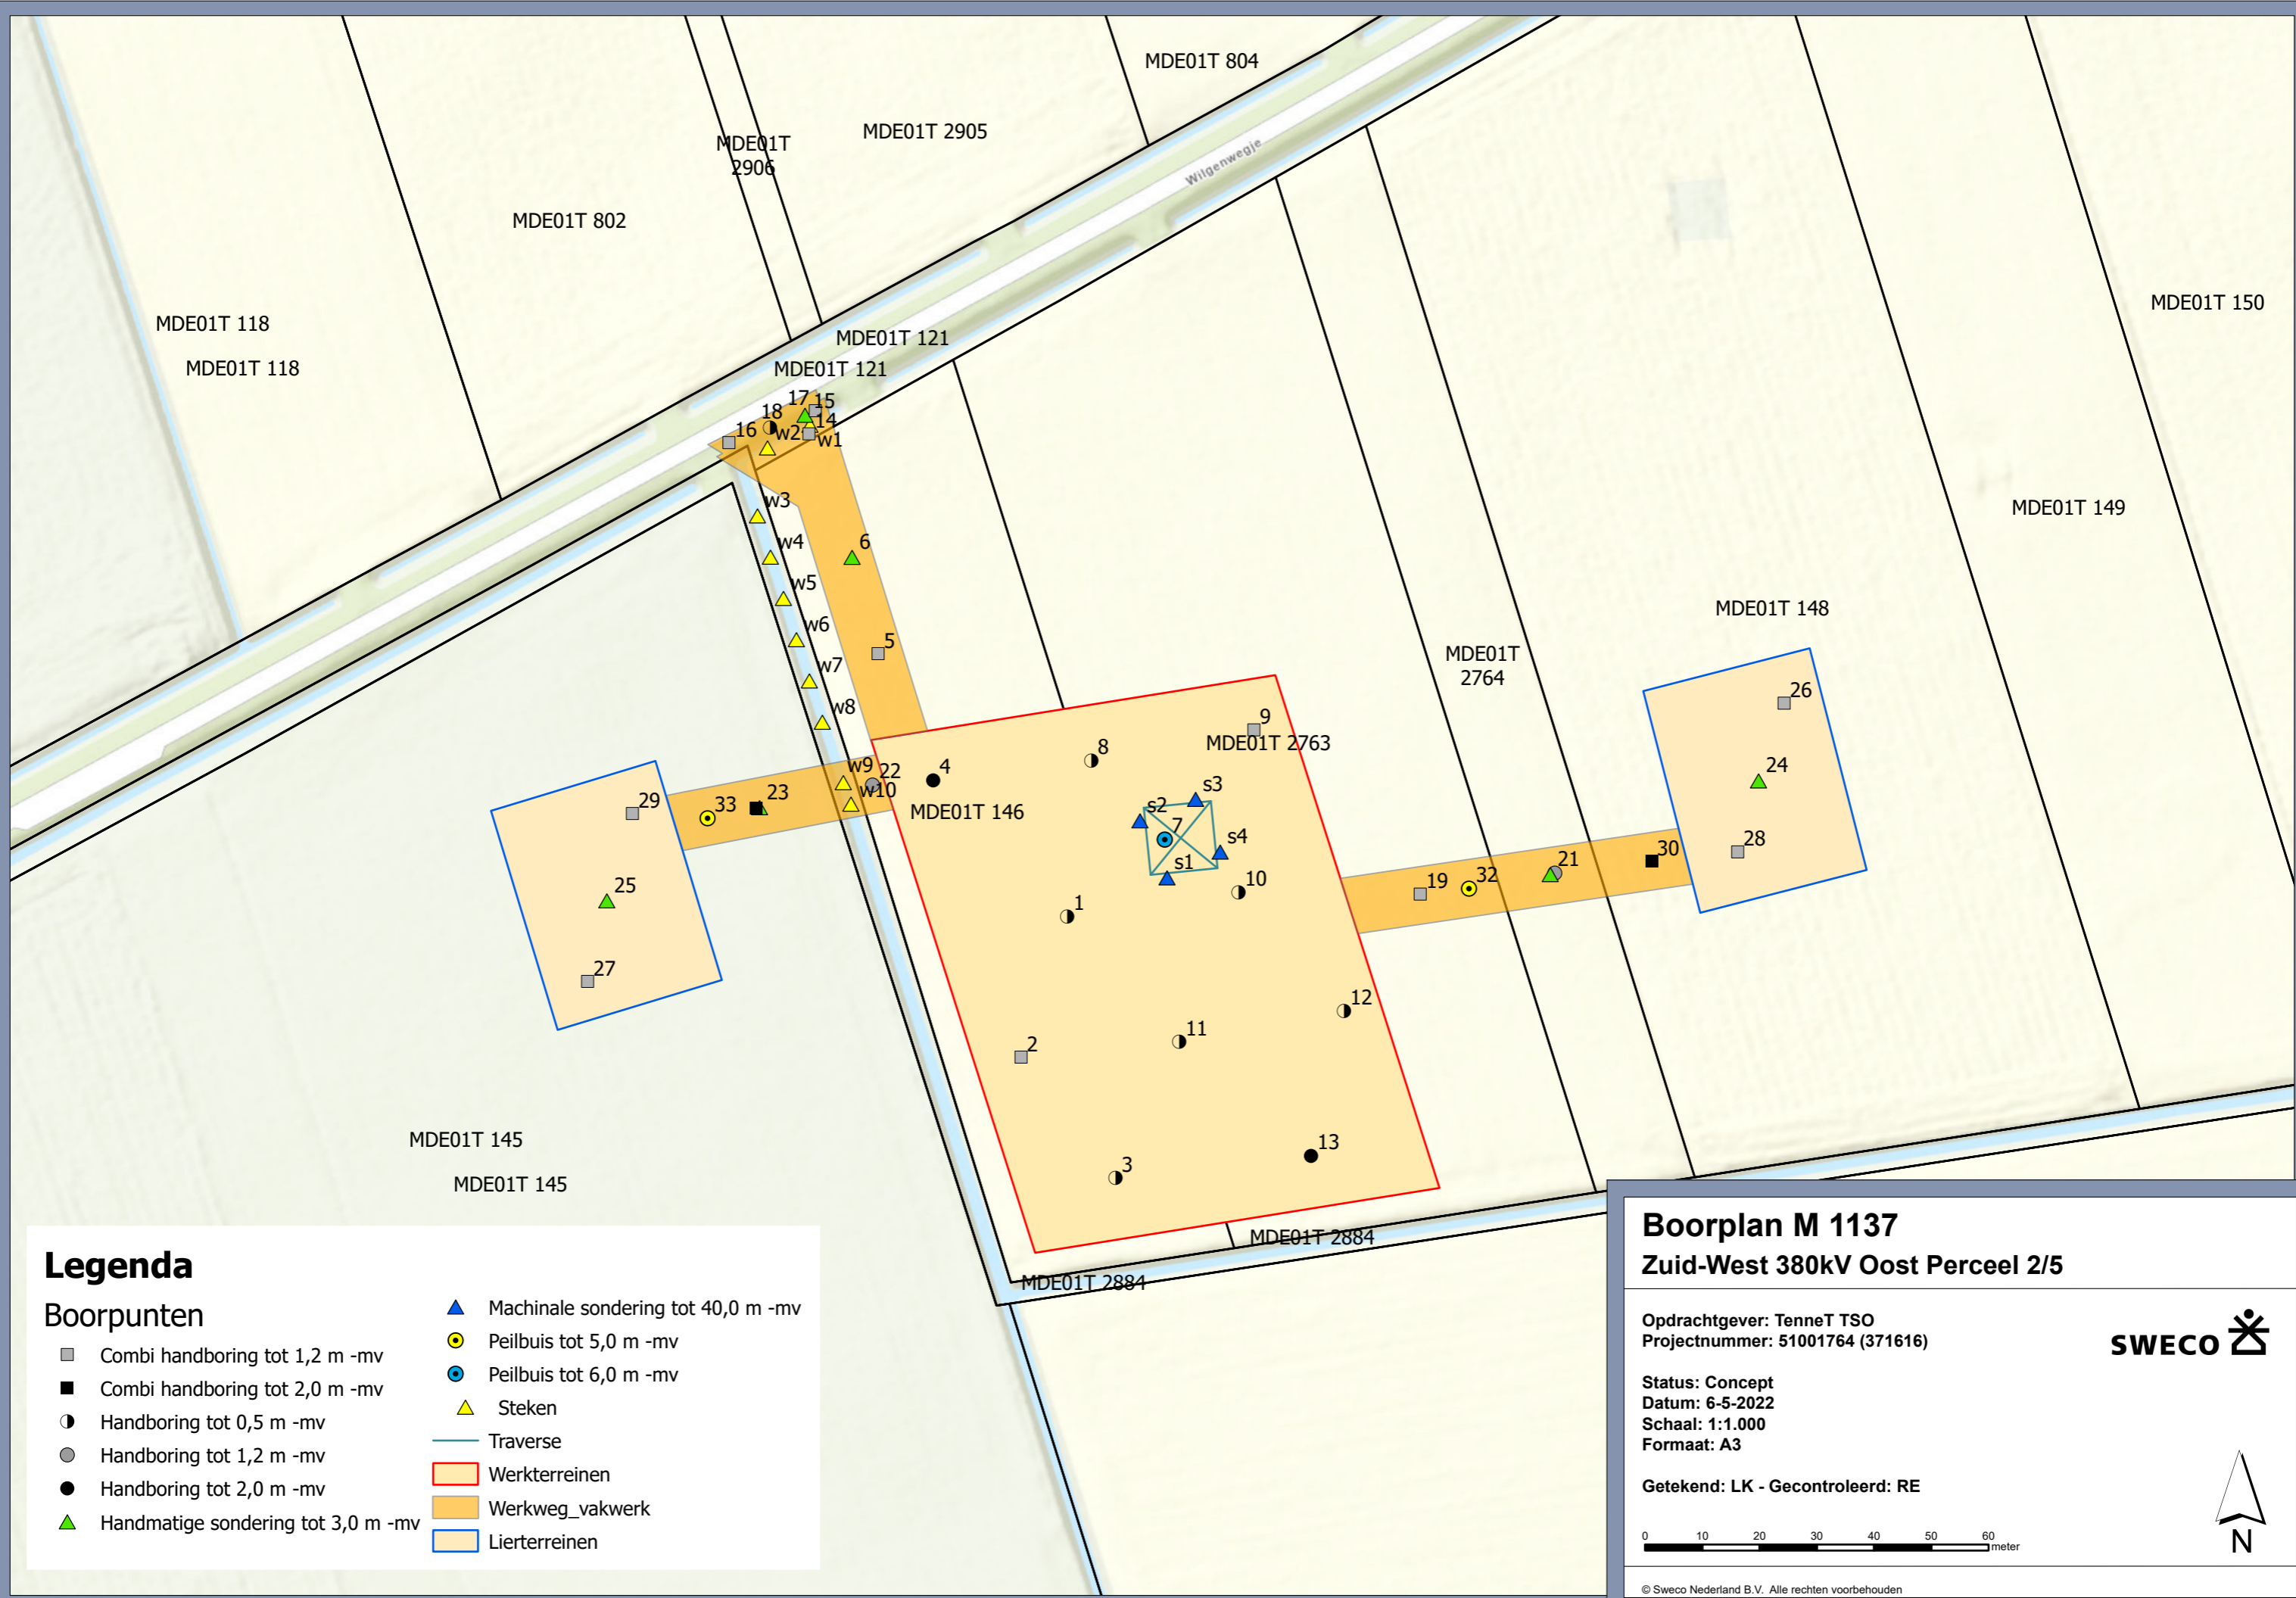 MDE01T 804
MDE01T 2905
MDE01T
2906
Wilgenwegje
MDE01T 802
MDE01T 150
MDE01T 118
MDE01T 121
MDE01T 118
MDE01T 121
17
15
18
14
16
w2
w1
w3
MDE01T 149
w4
6
w5
MDE01T 148
w6
5
MDE01T
2764
w7
26
w8
9
MDE01T 2763
8
w9
22
4
24
w10
s3
s2
29
33
23
MDE01T 146
7
s4
28
30
s1
21
19
32
10
25
1
27
12
11
2
MDE01T 145
13
3
MDE01T 145
MDE01T 2884
MDE01T 2884
Legenda
Boorpunten
Combi handboring tot 1,2 m -mv
Combi handboring tot 2,0 m -mv
Handboring tot 0,5 m -mv
Handboring tot 1,2 m -mv
Handboring tot 2,0 m -mv
Handmatige sondering tot 3,0 m -mv
Machinale sondering tot 40,0 m -mv
Peilbuis tot 5,0 m -mv
Peilbuis tot 6,0 m -mv
Steken
Traverse
Werkterreinen
Werkweg_vakwerk
Lierterreinen
Boorplan M 1137
Zuid-West 380kV Oost Perceel 2/5
Opdrachtgever: TenneT TSO
Projectnummer: 51001764 (371616)
SWECO
Status: Concept
Datum: 6-5-2022
Schaal: 1:1.000
Formaat: A3
Getekend: LK - Gecontroleerd: RE
0 10 20 30 40 50 60
meter
N
© Sweco Nederland B.V. Alle rechten voorbehouden